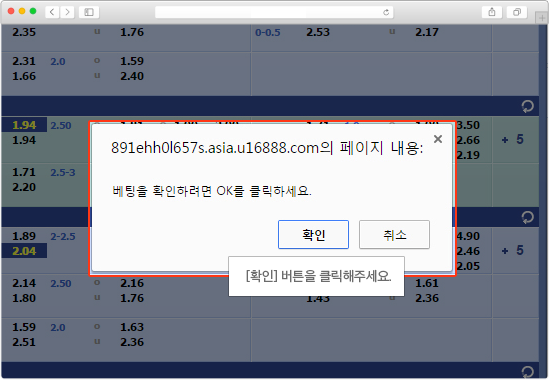 2.35 u 1.76 0-0.5 2.53 u 2.17
2.31 2.0 o 1.59
1.66 u 2.40
1.94 2.50 3.50
1.94 2.66 + 5
2.19
1.71 2.5-3
2.20
891ehh0l657s.asia.u16888.com의 페이지 내용:
베팅을 확인하려면 OK를 클릭하세요.
확인 취소
[확인] 버튼을 클릭해주세요.
1.89 2-2.5 4.90
2.04 2.46 + 5
2.05
2.14 2.50 o 2.16 1.61
1.80 u 1.76 1.43 u 2.36
1.59 2.0 o 1.63
2.51 u 2.36